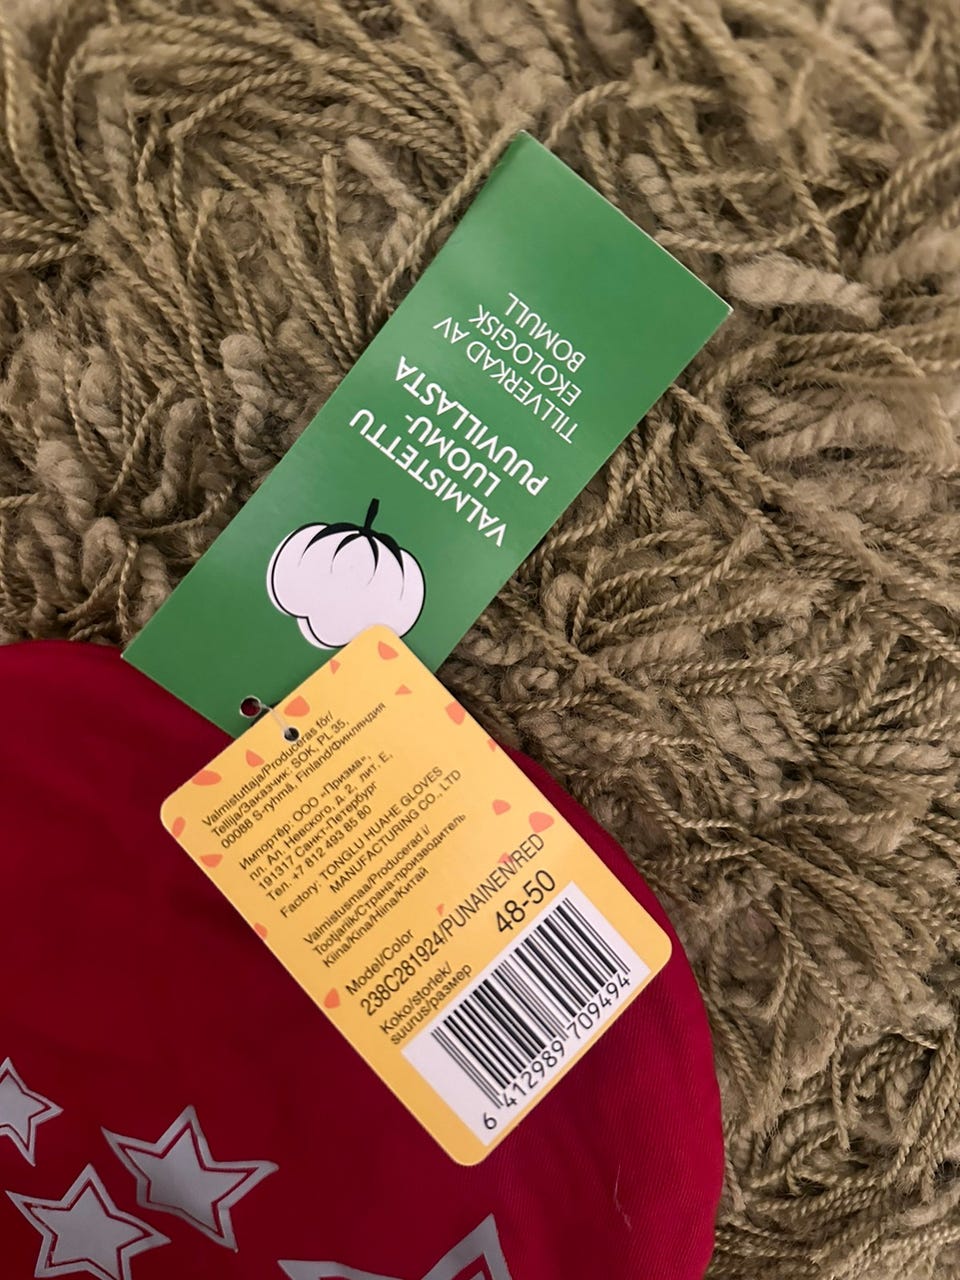 VALMISTETTU
LUOMU-
PUUVILLASTA
TILLVERKAD AV
EKOLOGISK
BOMULL
Valmistuttaja/Produceras för/
Tellija/Заказчик: SOK, PL 35,
00088 S-ryhmä, Finland/Финляндия
Импортёр: ООО «Призма»,
пл. Ал. Невского, д. 2, лит. Е,
191317 Санкт-Петербург
Тел. +7 812 493 85 80
Factory: TONGLU HUAHE GLOVES
MANUFACTURING CO., LTD
Valmistusmaa/Producerad i/
Tootjariik/Страна-производитель
Kiina/Kina/Hiina/Китай
Model/Color
238C281924/PUNAINEN/RED
Koko/storlek/
suurus/размер
48-50
6 412989 709494